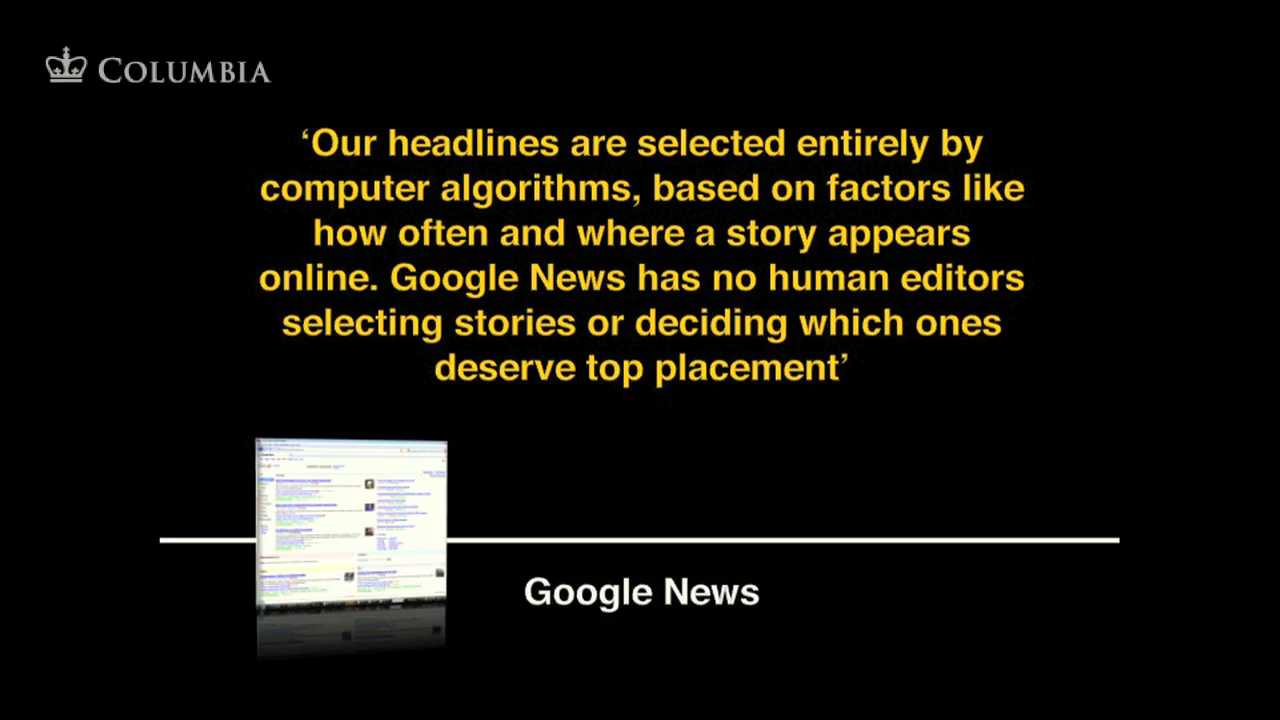 COLUMBIA
‘Our headlines are selected entirely by
computer algorithms, based on factors like
how often and where a story appears
online. Google News has no human editors
selecting stories or deciding which ones
deserve top placement’
Google News